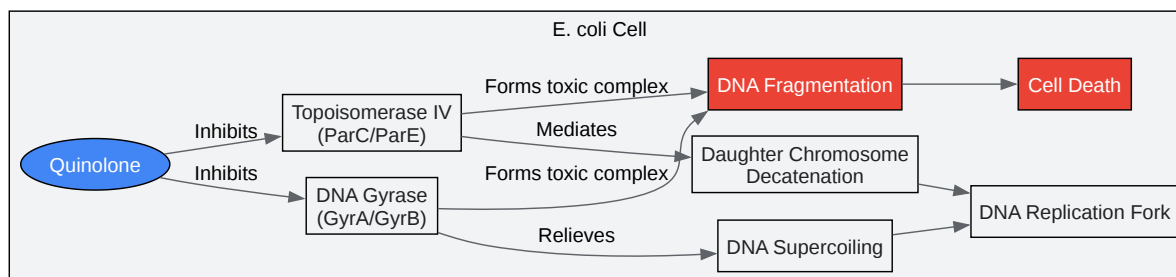 E. coli Cell
Quinolone
Inhibits
Inhibits
Topoisomerase IV
(ParC/ParE)
DNA Gyrase
(GyrA/GyrB)
Forms toxic complex
Mediates
Forms toxic complex
Relieves
DNA Fragmentation
Daughter Chromosome
Decatenation
DNA Supercoiling
Cell Death
DNA Replication Fork